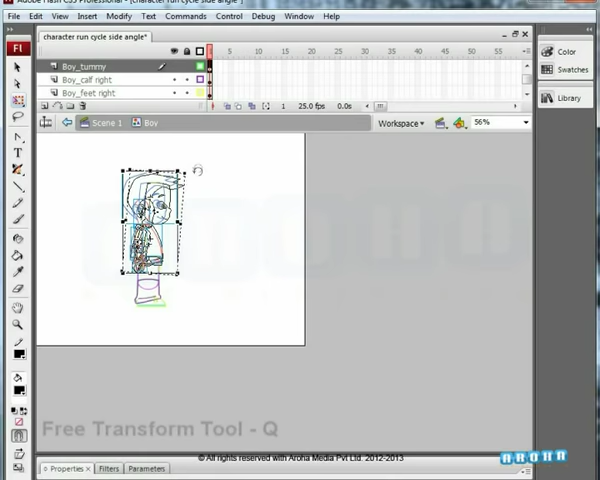 Adobe Flash CS3 Professional - [character run cycle side angle*]
File Edit View Insert Modify Text Commands Control Debug Window Help
character run cycle side angle*
5 10 15 20 25 30 35 40 45 50 55
Boy_tummy
Boy_calf right
Boy_feet right
1 25.0 fps 0.0s
Scene 1 Boy Workspace 56%
Fl
Color
Swatches
Library
T
Free Transform Tool - Q
© All rights reserved with Aroha Media Pvt Ltd. 2012-2013
AROHA
Properties Filters Parameters